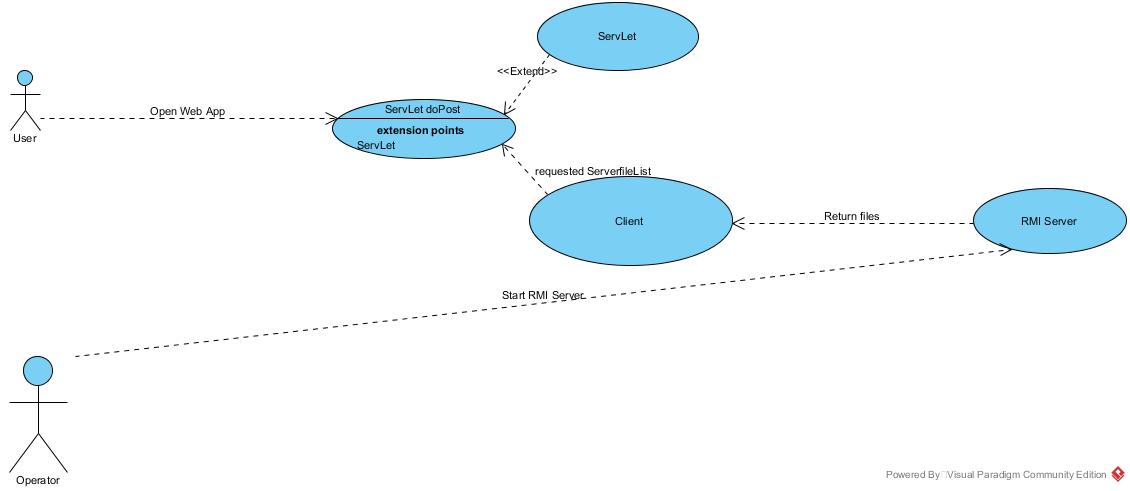 ServLet
<<Extend>>
ServLet doPost
Open Web App
extension points
User
ServLet
requested ServerfileList
Return files
Client
RMI Server
Start RMI Server
Operator
Powered By Visual Paradigm Community Edition